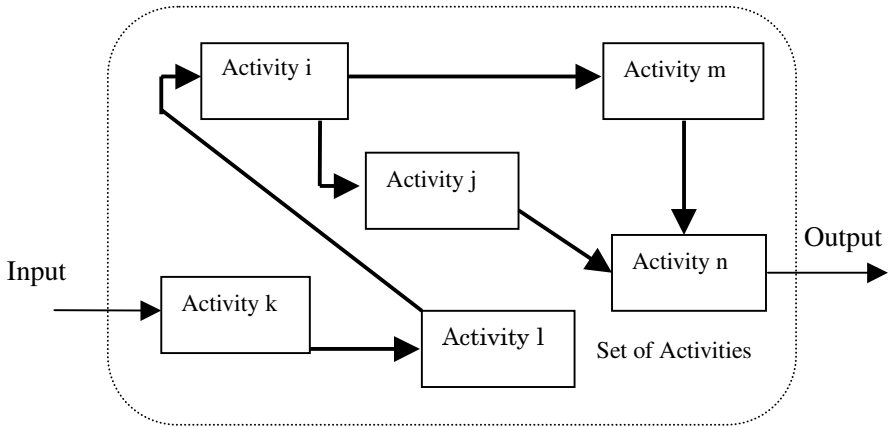 Activity i
Activity m
Activity j
Output
Activity n
Input
Activity k
Activity l
Set of Activities